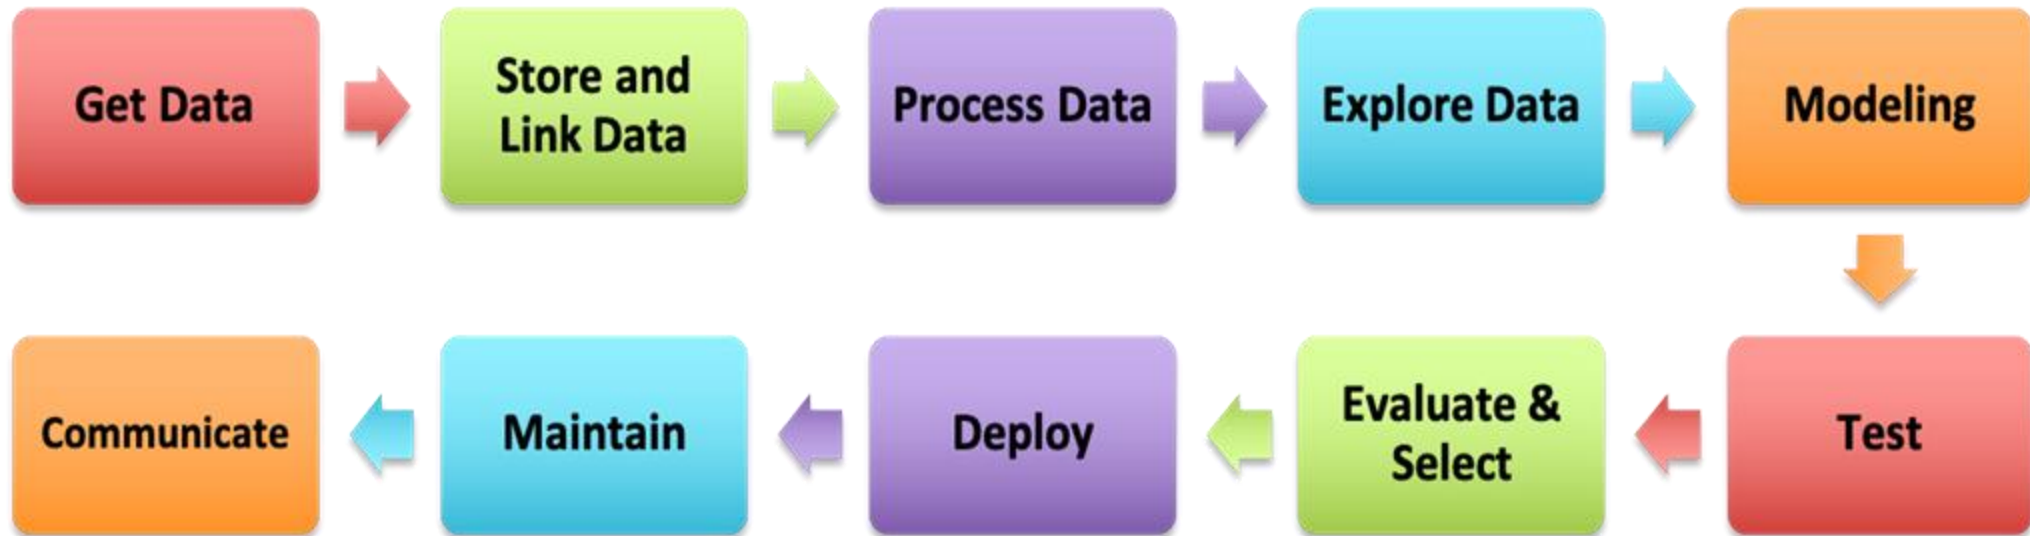 Get Data
Store and
Link Data
Process Data
Explore Data
Modeling
Test
Evaluate &
Select
Deploy
Maintain
Communicate